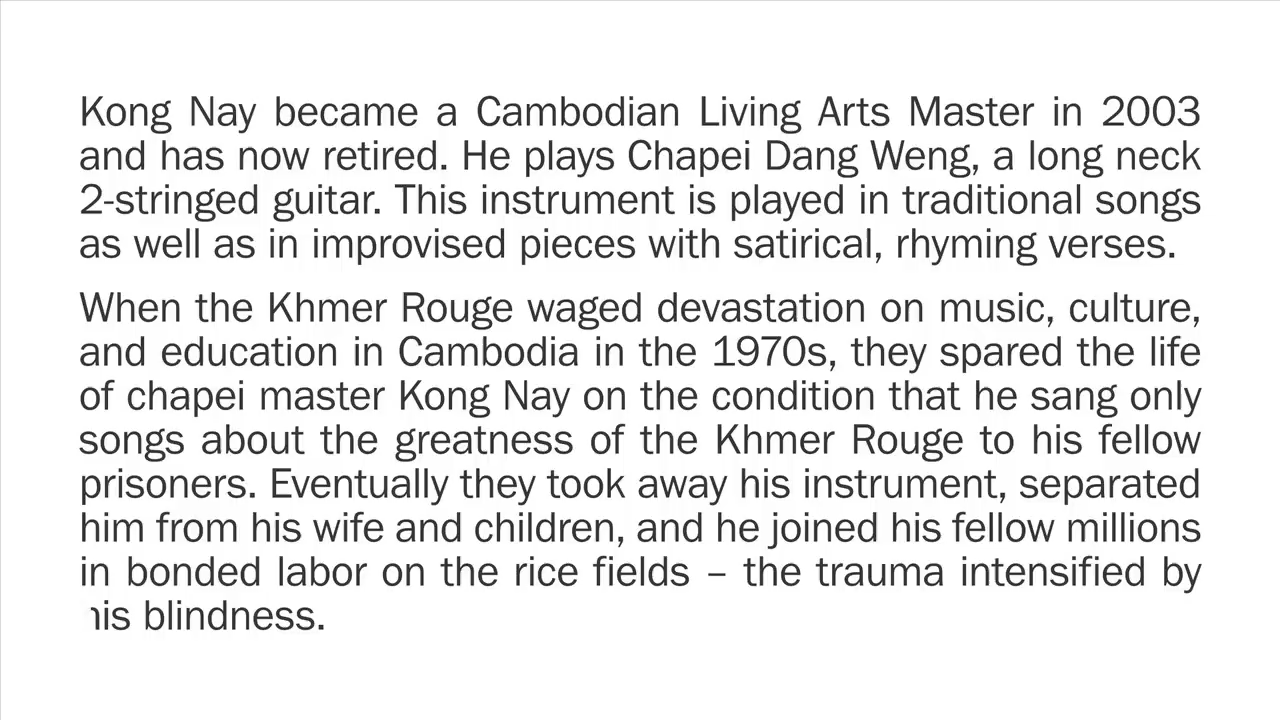 Kong Nay became a Cambodian Living Arts Master in 2003
and has now retired. He plays Chapei Dang Weng, a long neck
2-stringed guitar. This instrument is played in traditional songs
as well as in improvised pieces with satirical, rhyming verses.
When the Khmer Rouge waged devastation on music, culture,
and education in Cambodia in the 1970s, they spared the life
of chapei master Kong Nay on the condition that he sang only
songs about the greatness of the Khmer Rouge to his fellow
prisoners. Eventually they took away his instrument, separated
him from his wife and children, and he joined his fellow millions
in bonded labor on the rice fields – the trauma intensified by
his blindness.